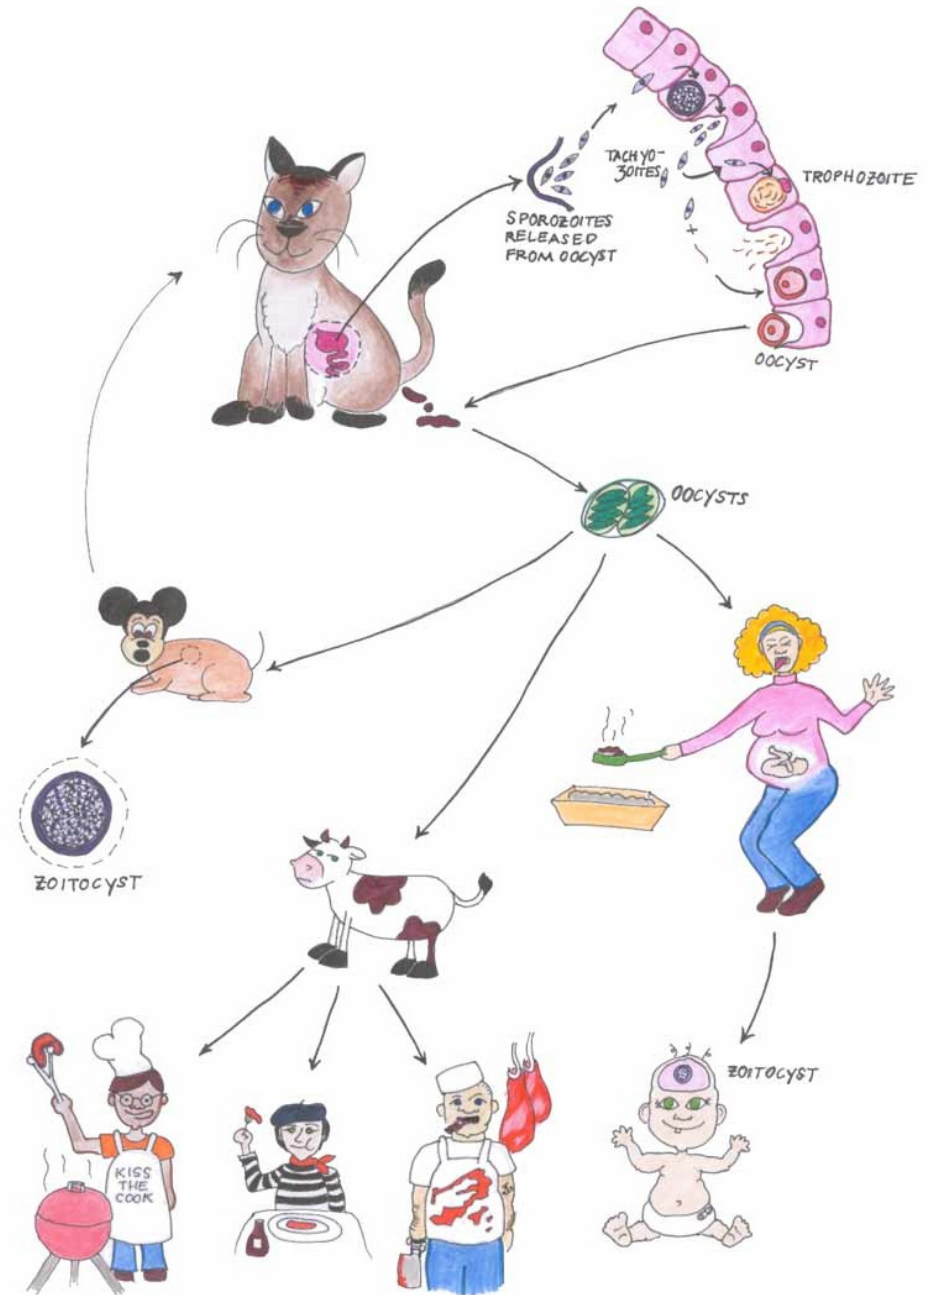 TACHYO-
ZOITES
TROPHOZOITE
SPOROZOITES
RELEASED
FROM OOCYST
OOCYST
OOCYSTS
ZOITOCYST
ZOITOCYST
KISS
THE
COOK